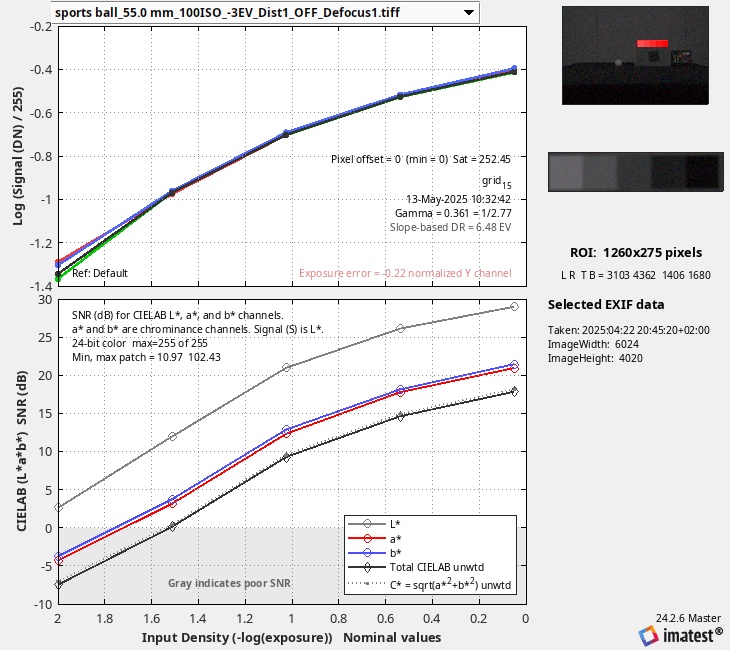 sports ball_55.0 mm_100ISO_-3EV_Dist1_OFF_Defocus1.tiff
-0.2
-0.4
-0.6
-0.8
-1
-1.2
-1.4
Log (Signal (DN) / 255)
Pixel offset = 0 (min = 0) Sat = 252.45
grid15
13-May-2025 10:32:42
Gamma = 0.361 = 1/2.77
Slope-based DR = 6.48 EV
Ref: Default
Exposure error = -0.22 normalized Y channel
30
25
20
15
10
5
0
-5
-10
CIELAB (L*a*b*) SNR (dB)
SNR (dB) for CIELAB L*, a*, and b* channels.
a* and b* are chrominance channels. Signal (S) is L*.
24-bit color max=255 of 255
Min, max patch = 10.97 102.43
Gray indicates poor SNR
L*
a*
b*
Total CIELAB unwtd
C* = sqrt(a*2+b*2) unwtd
2 1.8 1.6 1.4 1.2 1 0.8 0.6 0.4 0.2 0
Input Density (-log(exposure)) Nominal values
ROI: 1260x275 pixels
L R T B = 3103 4362 1406 1680
Selected EXIF data
Taken: 2025:04:22 20:45:20+02:00
ImageWidth: 6024
ImageHeight: 4020
24.2.6 Master
imatest®